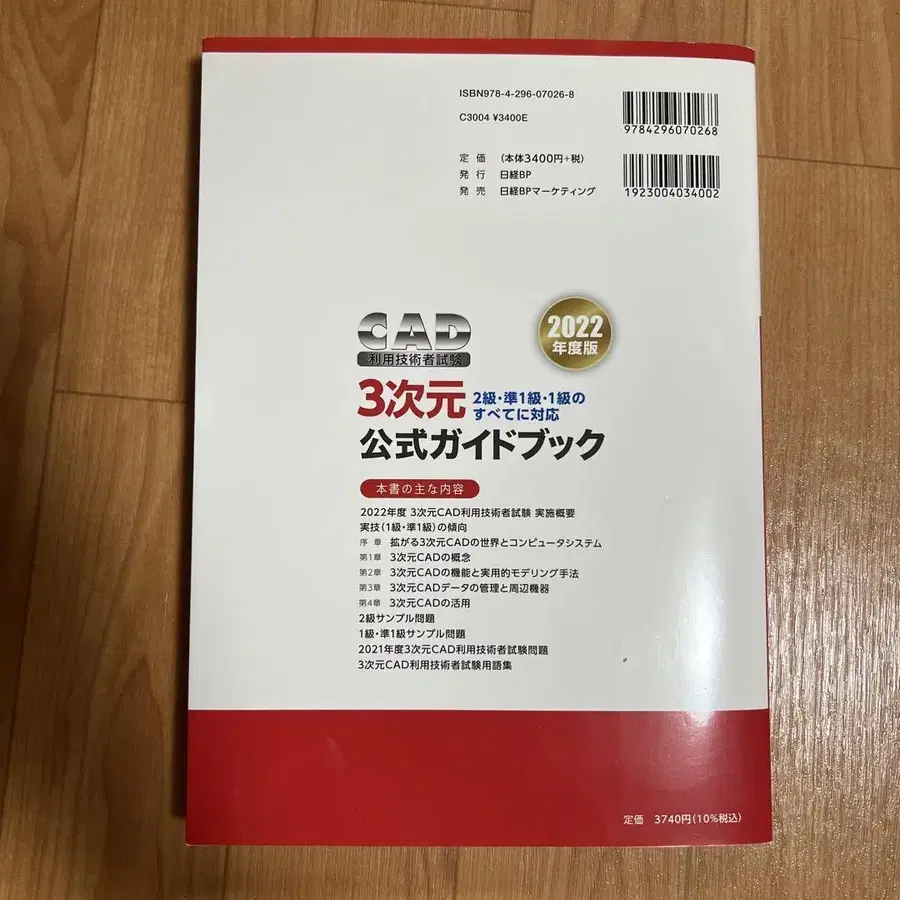 ISBN978-4-296-07026-8
C3004 ¥3400E
9784296070268
定価 (本体3400円+税)
発行 日経BP
発売 日経BPマーケティング
1923004034002
CAD
利用技術者試験
2022
年度版
3次元
2級・準1級・1級の
すべてに対応
公式ガイドブック
本書の主な内容
2022年度 3次元CAD利用技術者試験 実施概要
実技(1級・準1級)の傾向
序章 拡がる3次元CADの世界とコンピュータシステム
第1章 3次元CADの概念
第2章 3次元CADの機能と実用的モデリング手法
第3章 3次元CADデータの管理と周辺機器
第4章 3次元CADの活用
2級サンプル問題
1級・準1級サンプル問題
2021年度3次元CAD利用技術者試験問題
3次元CAD利用技術者試験用語集
定価 3740円(10%税込)